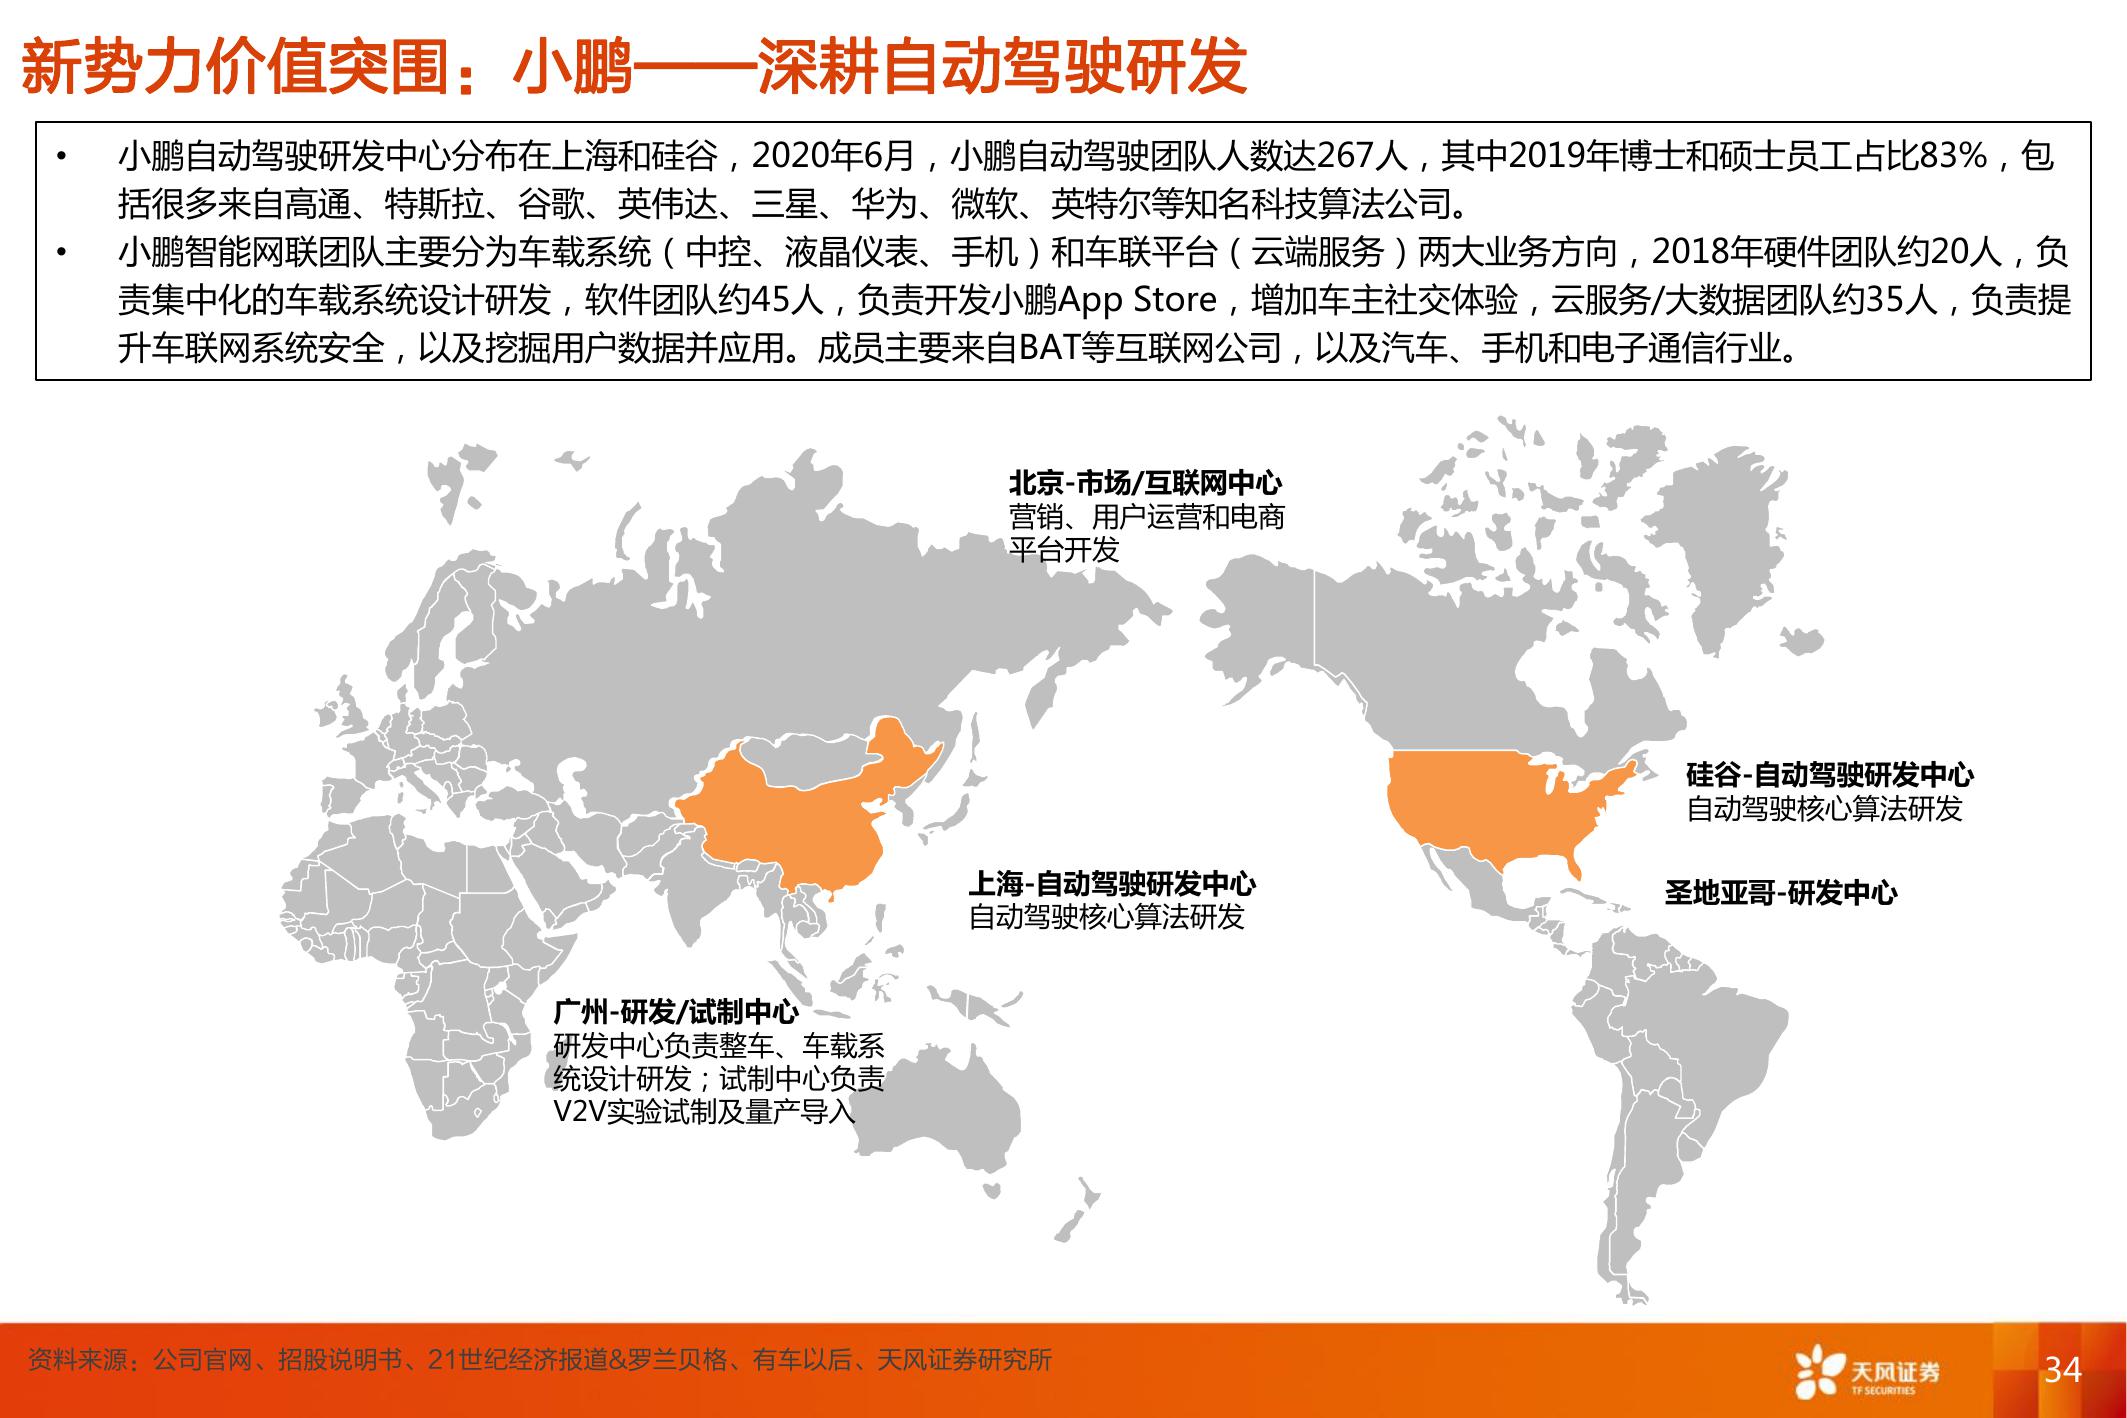 新势力价值突围：小鹏——深耕自动驾驶研发
• 小鹏自动驾驶研发中心分布在上海和硅谷，2020年6月，小鹏自动驾驶团队人数达267人，其中2019年博士和硕士员工占比83%，包
括很多来自高通、特斯拉、谷歌、英伟达、三星、华为、微软、英特尔等知名科技算法公司。
• 小鹏智能网联团队主要分为车载系统（中控、液晶仪表、手机）和车联平台（云端服务）两大业务方向，2018年硬件团队约20人，负
责集中化的车载系统设计研发，软件团队约45人，负责开发小鹏App Store，增加车主社交体验，云服务/大数据团队约35人，负责提
升车联网系统安全，以及挖掘用户数据并应用。成员主要来自BAT等互联网公司，以及汽车、手机和电子通信行业。
北京-市场/互联网中心
营销、用户运营和电商
平台开发
硅谷-自动驾驶研发中心
自动驾驶核心算法研发
上海-自动驾驶研发中心
自动驾驶核心算法研发
圣地亚哥-研发中心
广州-研发/试制中心
研发中心负责整车、车载系
统设计研发；试制中心负责
V2V实验试制及量产导入
资料来源：公司官网、招股说明书、21世纪经济报道&罗兰贝格、有车以后、天风证券研究所
天风证券
TF SECURITIES
34